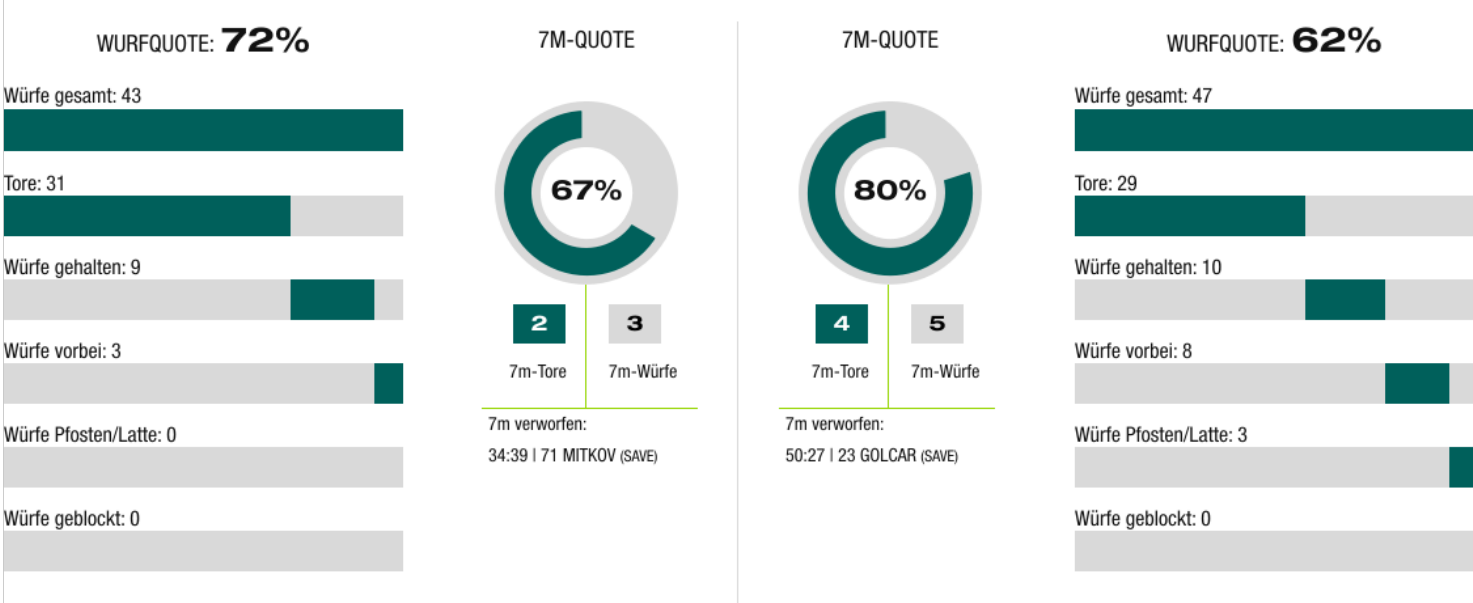 WURFQUOTE: 72%
Würfe gesamt: 43
Tore: 31
Würfe gehalten: 9
Würfe vorbei: 3
Würfe Pfosten/Latte: 0
Würfe geblockt: 0
7M-QUOTE
67%
2 3
7m-Tore 7m-Würfe
7m verworfen:
34:39 | 71 MITKOV (SAVE)
7M-QUOTE
80%
4 5
7m-Tore 7m-Würfe
7m verworfen:
50:27 | 23 GOLCAR (SAVE)
WURFQUOTE: 62%
Würfe gesamt: 47
Tore: 29
Würfe gehalten: 10
Würfe vorbei: 8
Würfe Pfosten/Latte: 3
Würfe geblockt: 0